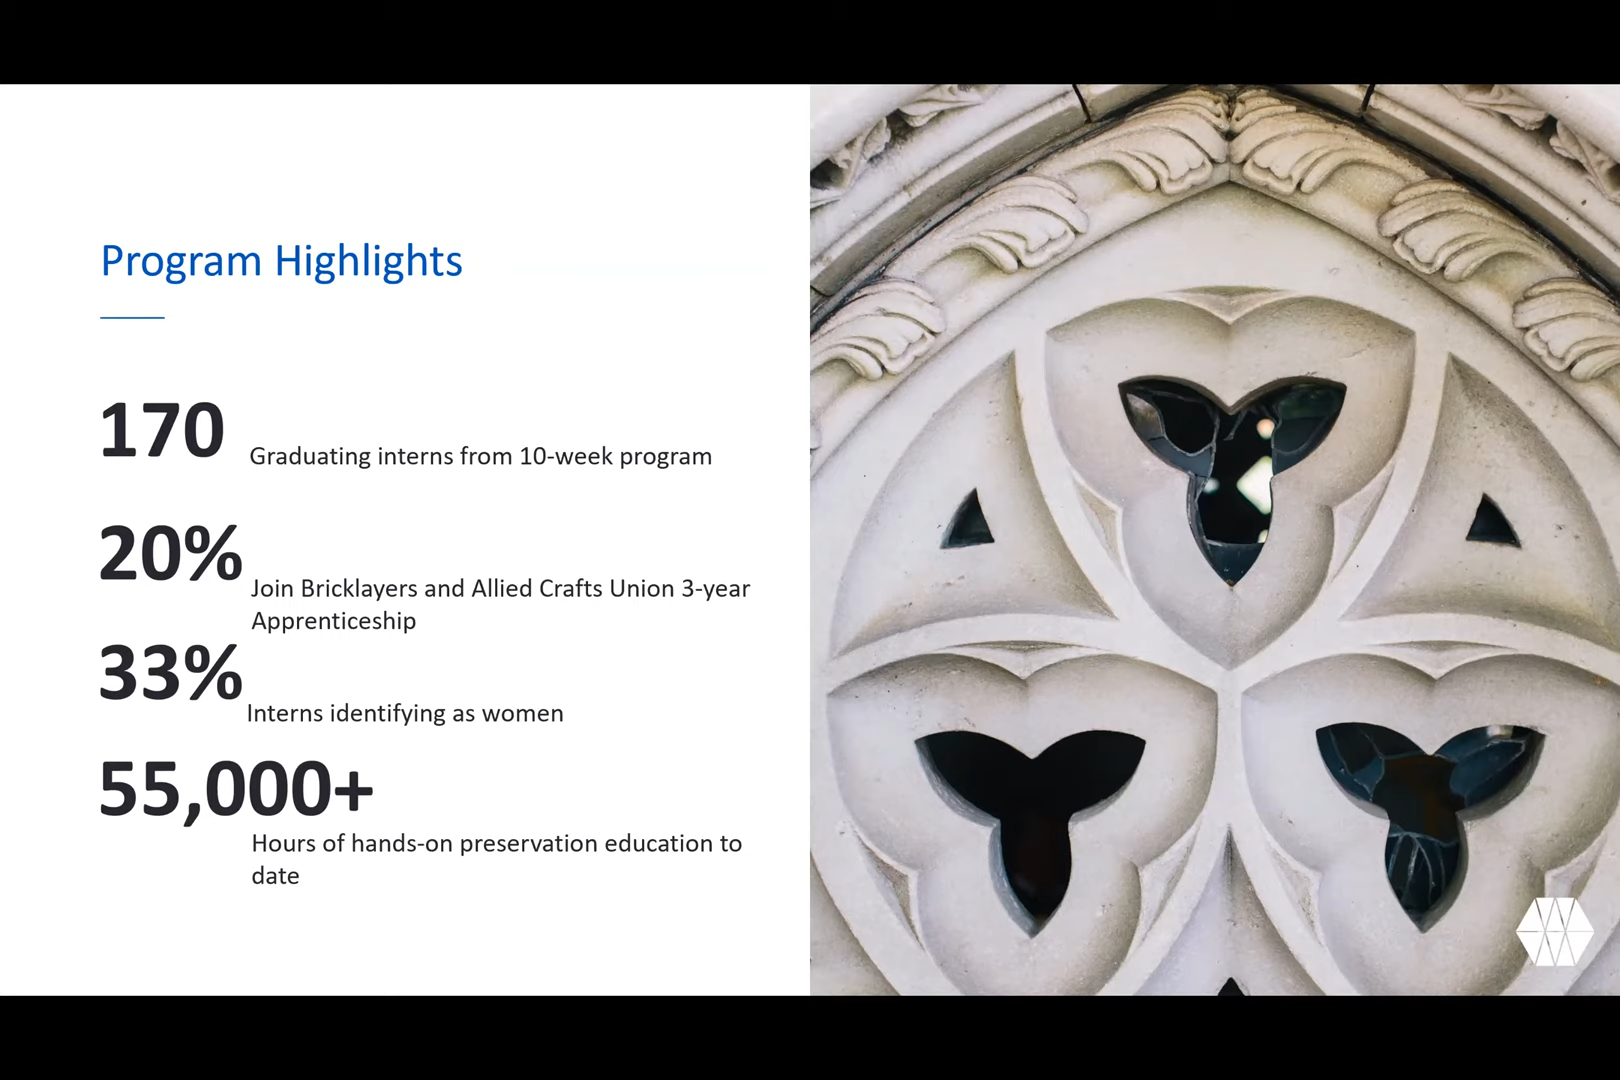 Program Highlights
170
Graduating interns from 10-week program
20%
Join Bricklayers and Allied Crafts Union 3-year
Apprenticeship
33%
Interns identifying as women
55,000+
Hours of hands-on preservation education to
date